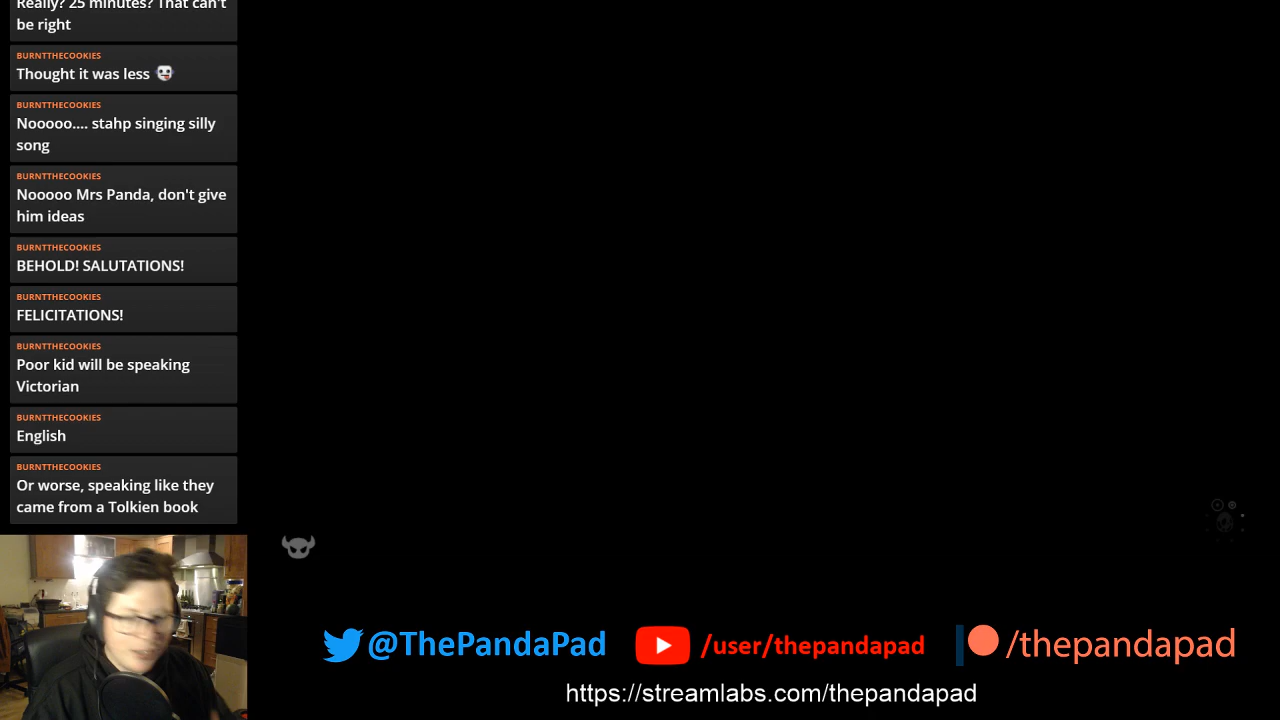 Really? 25 minutes? That can't
be right
BURNTTHECOOKIES
Thought it was less
BURNTTHECOOKIES
Nooooo.... stahp singing silly
song
BURNTTHECOOKIES
Nooooo Mrs Panda, don't give
him ideas
BURNTTHECOOKIES
BEHOLD! SALUTATIONS!
BURNTTHECOOKIES
FELICITATIONS!
BURNTTHECOOKIES
Poor kid will be speaking
Victorian
BURNTTHECOOKIES
English
BURNTTHECOOKIES
Or worse, speaking like they
came from a Tolkien book
@ThePandaPad
/user/thepandapad
/thepandapad
https://streamlabs.com/thepandapad